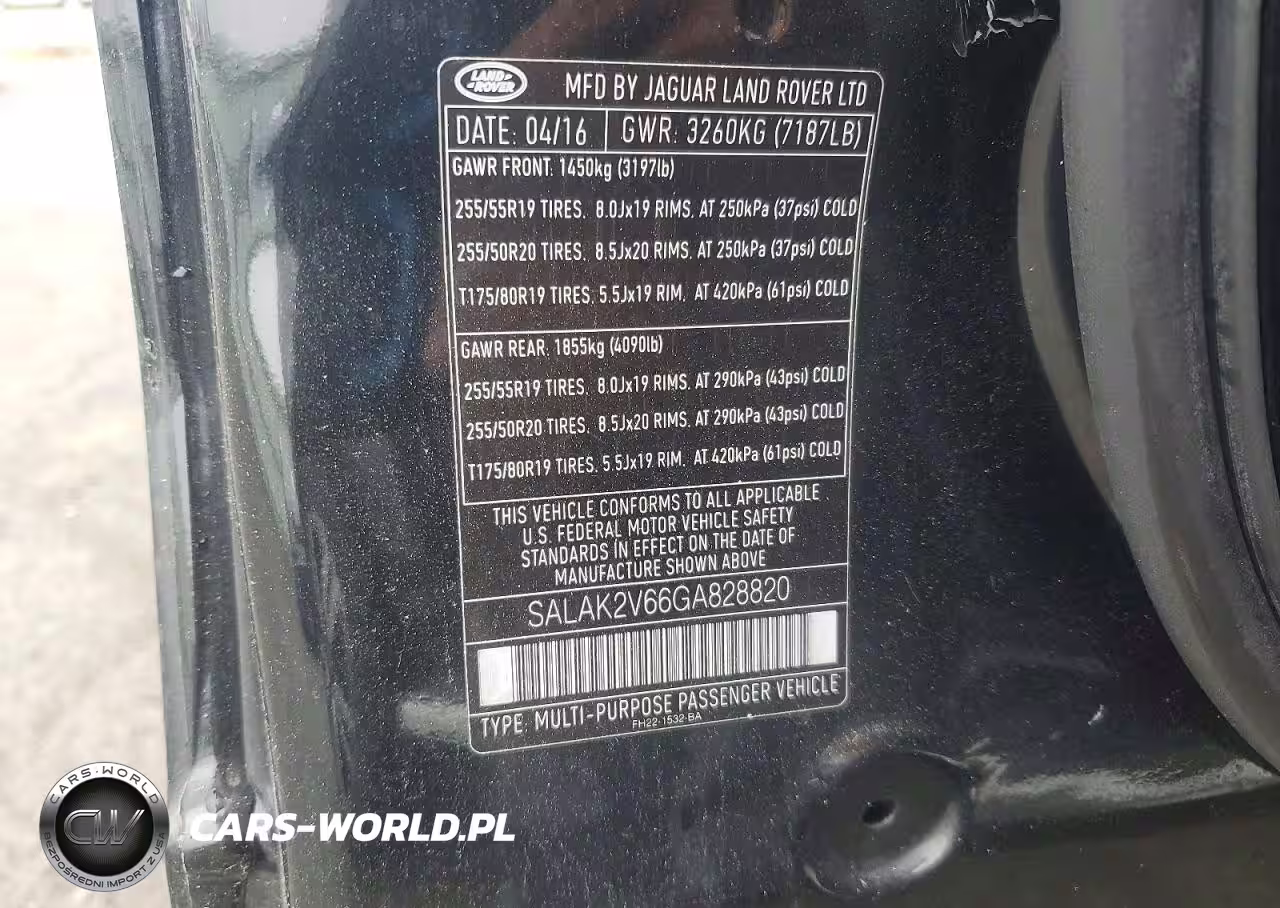 LAND ROVER
MFD BY JAGUAR LAND ROVER LTD
DATE: 04/16 GWR: 3260KG (7187LB)
GAWR FRONT: 1450kg (3197lb)
255/55R19 TIRES, 8.0Jx19 RIMS, AT 250kPa (37psi) COLD
255/50R20 TIRES, 8.5Jx20 RIMS, AT 250kPa (37psi) COLD
T175/80R19 TIRES, 5.5Jx19 RIM, AT 420kPa (61psi) COLD
GAWR REAR: 1855kg (4090lb)
255/55R19 TIRES, 8.0Jx19 RIMS, AT 290kPa (43psi) COLD
255/50R20 TIRES, 8.5Jx20 RIMS, AT 290kPa (43psi) COLD
T175/80R19 TIRES, 5.5Jx19 RIM, AT 420kPa (61psi) COLD
THIS VEHICLE CONFORMS TO ALL APPLICABLE
U.S. FEDERAL MOTOR VEHICLE SAFETY
STANDARDS IN EFFECT ON THE DATE OF
MANUFACTURE SHOWN ABOVE
SALAK2V66GA828820
TYPE: MULTI-PURPOSE PASSENGER VEHICLE
FH22-1532-BA
CARS-WORLD
CW
BEZPOŚREDNI IMPORT Z USA
CARS-WORLD.PL